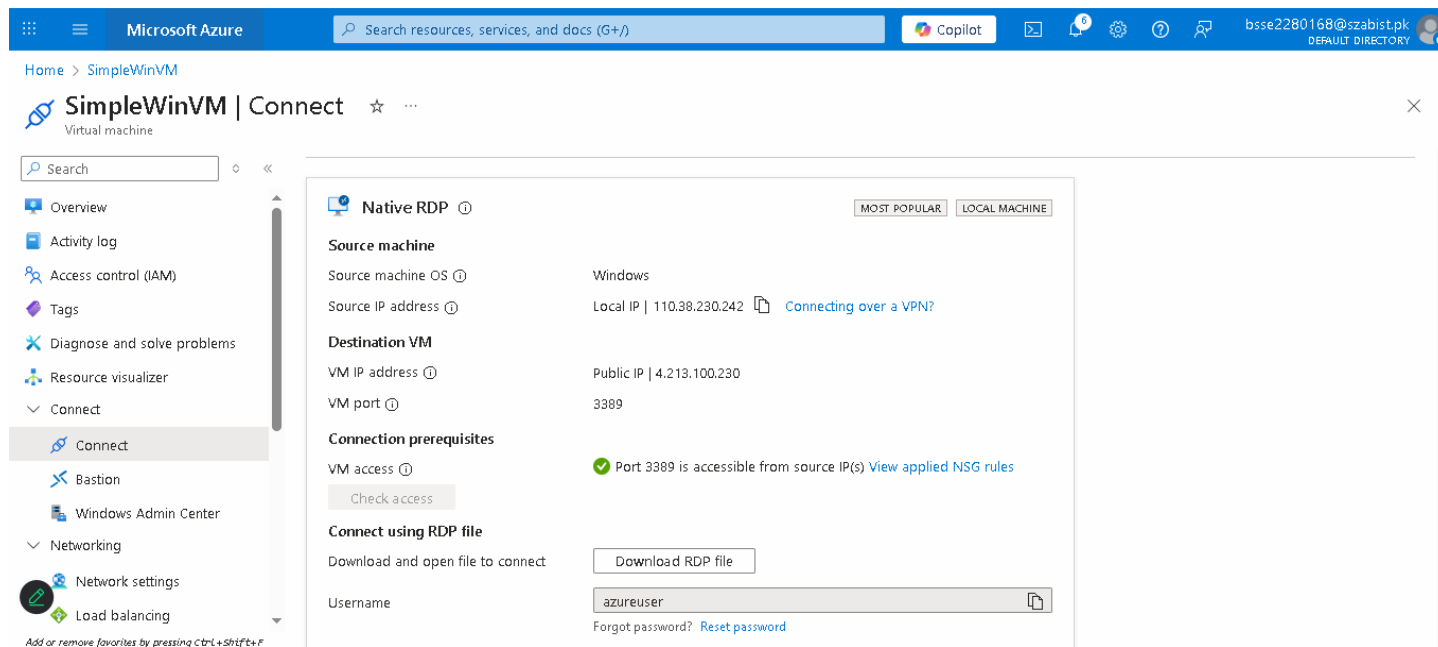 Microsoft Azure
Search resources, services, and docs (G+/)
Copilot
6
bsse2280168@szabist.pk
DEFAULT DIRECTORY
Home > SimpleWinVM
SimpleWinVM | Connect
Virtual machine
Search
Overview
Activity log
Access control (IAM)
Tags
Diagnose and solve problems
Resource visualizer
Connect
Connect
Bastion
Windows Admin Center
Networking
Network settings
Load balancing
Add or remove favorites by pressing Ctrl+Shift+F
Native RDP
MOST POPULAR LOCAL MACHINE
Source machine
Source machine OS Windows
Source IP address Local IP | 110.38.230.242 Connecting over a VPN?
Destination VM
VM IP address Public IP | 4.213.100.230
VM port 3389
Connection prerequisites
VM access Port 3389 is accessible from source IP(s) View applied NSG rules
Check access
Connect using RDP file
Download and open file to connect Download RDP file
Username azureuser
Forgot password? Reset password